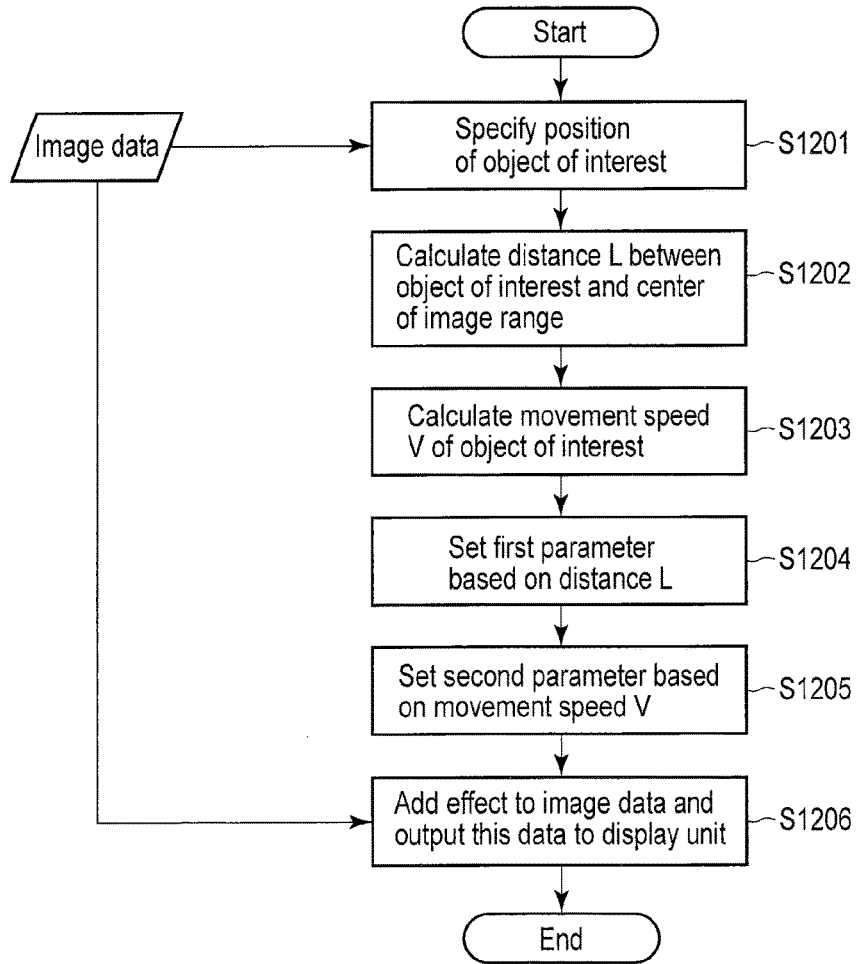 Start
Image data
Specify position
of object of interest
S1201
Calculate distance L between
object of interest and center
of image range
S1202
Calculate movement speed
V of object of interest
S1203
Set first parameter
based on distance L
S1204
Set second parameter based
on movement speed V
S1205
Add effect to image data and
output this data to display unit
S1206
End